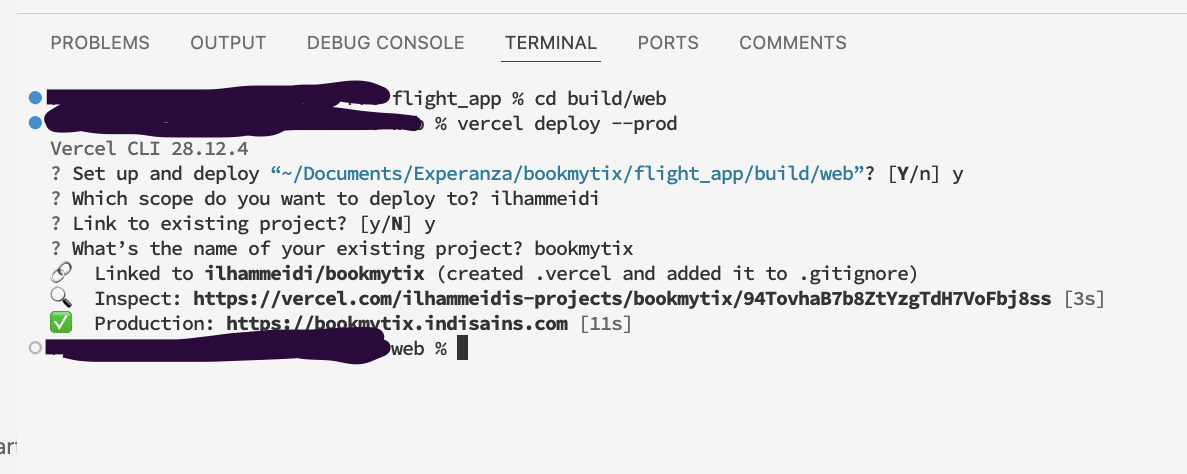 PROBLEMS OUTPUT DEBUG CONSOLE TERMINAL PORTS COMMENTS
flight_app % cd build/web
% vercel deploy --prod
Vercel CLI 28.12.4
? Set up and deploy “~/Documents/Experanza/bookmytix/flight_app/build/web”? [Y/n] y
? Which scope do you want to deploy to? ilhammeidi
? Link to existing project? [y/N] y
? What’s the name of your existing project? bookmytix
🔗 Linked to ilhammeidi/bookmytix (created .vercel and added it to .gitignore)
🔍 Inspect: https://vercel.com/ilhammeidis-projects/bookmytix/94TovhaB7b8ZtYzgTdH7VoFbj8ss [3s]
✅ Production: https://bookmytix.indisains.com [11s]
web %